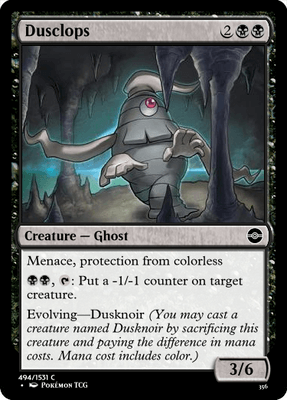 Dusclops 2
Creature — Ghost
Menace, protection from colorless
, : Put a -1/-1 counter on target
creature.
Evolving—Dusknoir (You may cast a
creature named Dusknoir by sacrificing this
creature and paying the difference in mana
costs. Mana cost includes color.)
3/6
494/1531 C
• Pokémon TCG
356